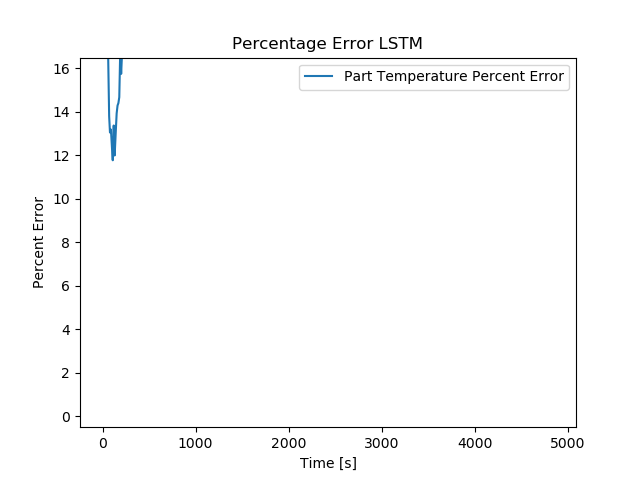 Percentage Error LSTM
Part Temperature Percent Error
16
14
12
10
8
6
4
2
0
Percent Error
0 1000 2000 3000 4000 5000
Time [s]